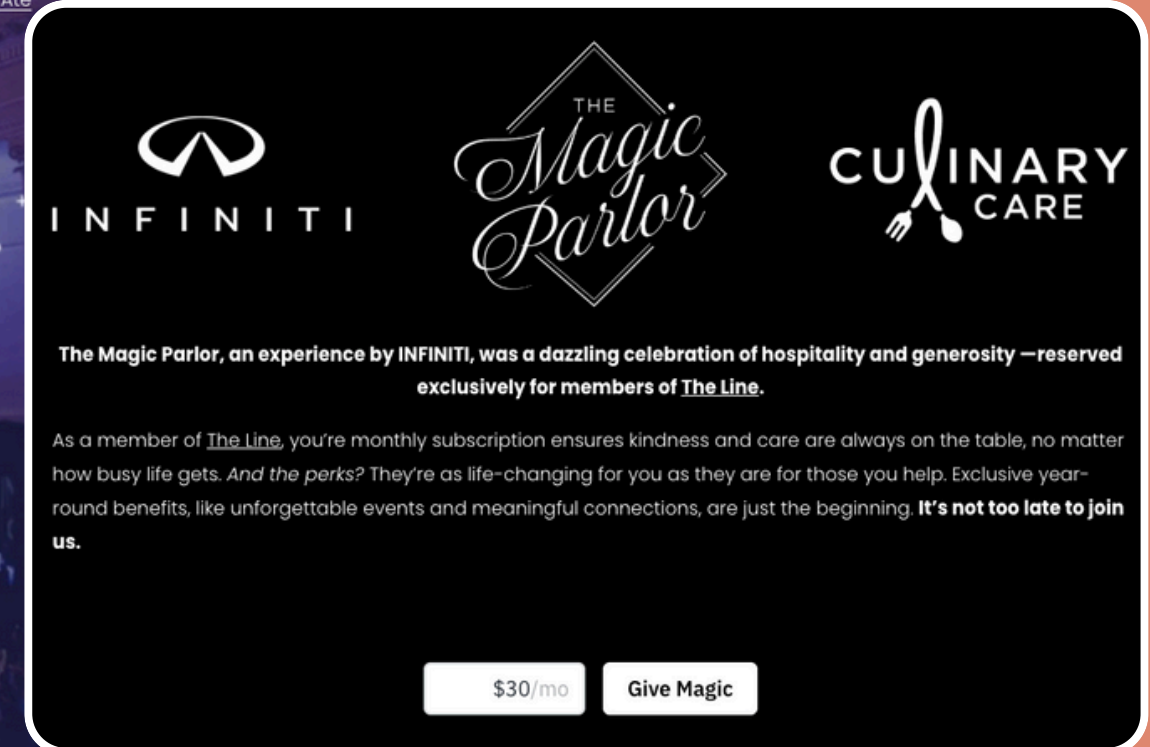 Ate
INFINITI
THE
Magic
Parlor
CULINARY
CARE
The Magic Parlor, an experience by INFINITI, was a dazzling celebration of hospitality and generosity —reserved
exclusively for members of The Line.
As a member of The Line, you're monthly subscription ensures kindness and care are always on the table, no matter
how busy life gets. And the perks? They're as life-changing for you as they are for those you help. Exclusive year-
round benefits, like unforgettable events and meaningful connections, are just the beginning. It's not too late to join
us.
$30/mo
Give Magic